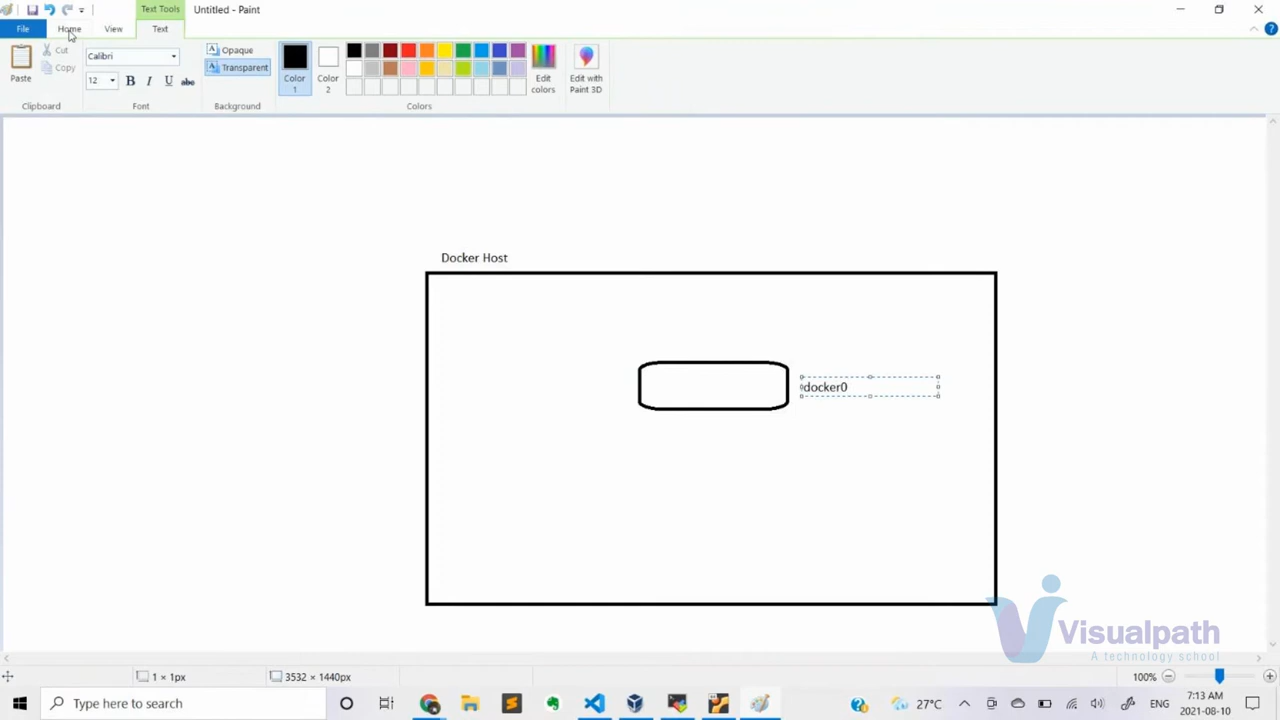 Text Tools
Untitled - Paint
File
Home
View
Text
Paste
Cut
Copy
Clipboard
Calibri
12
B I U abc
Font
Opaque
Transparent
Background
Color 1
Color 2
Edit colors
Colors
Edit with Paint 3D
Docker Host
docker0
Visualpath
A technology school
1 × 1px
3532 × 1440px
100%
Type here to search
27°C
ENG
7:13 AM
2021-08-10